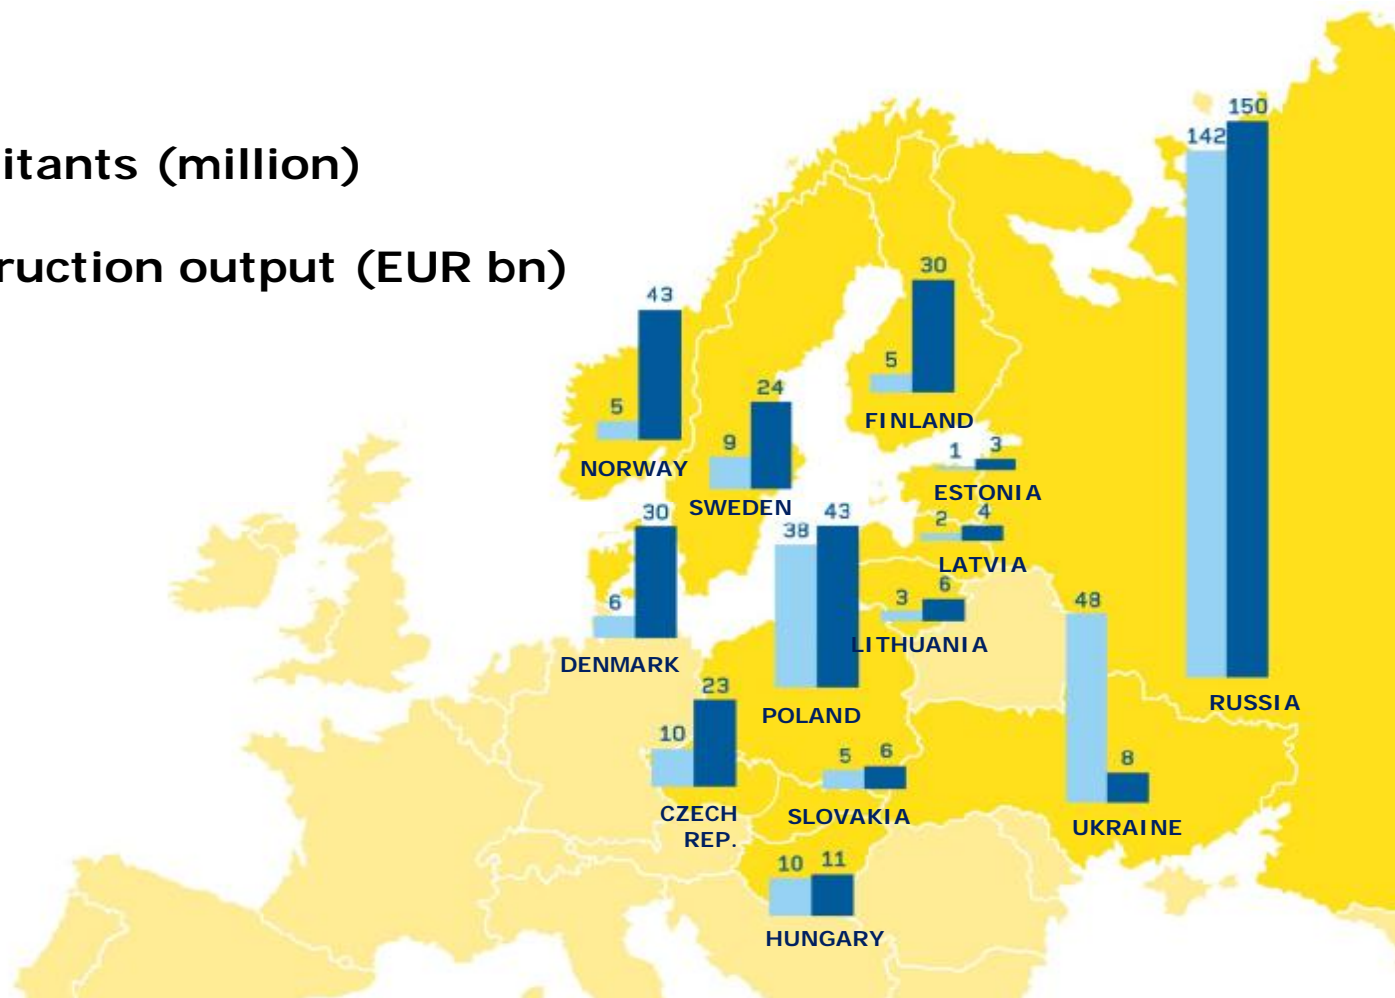 itants (million)
ruction output (EUR bn)
150
142
30
43
5
24
5
FINLAND
9
1 3
NORWAY
ESTONIA
SWEDEN
30
43
2 4
38
LATVIA
6
3 6
48
LITHUANIA
DENMARK
23
RUSSIA
POLAND
10
5 6
8
CZECH
REP.
SLOVAKIA
UKRAINE
10 11
HUNGARY